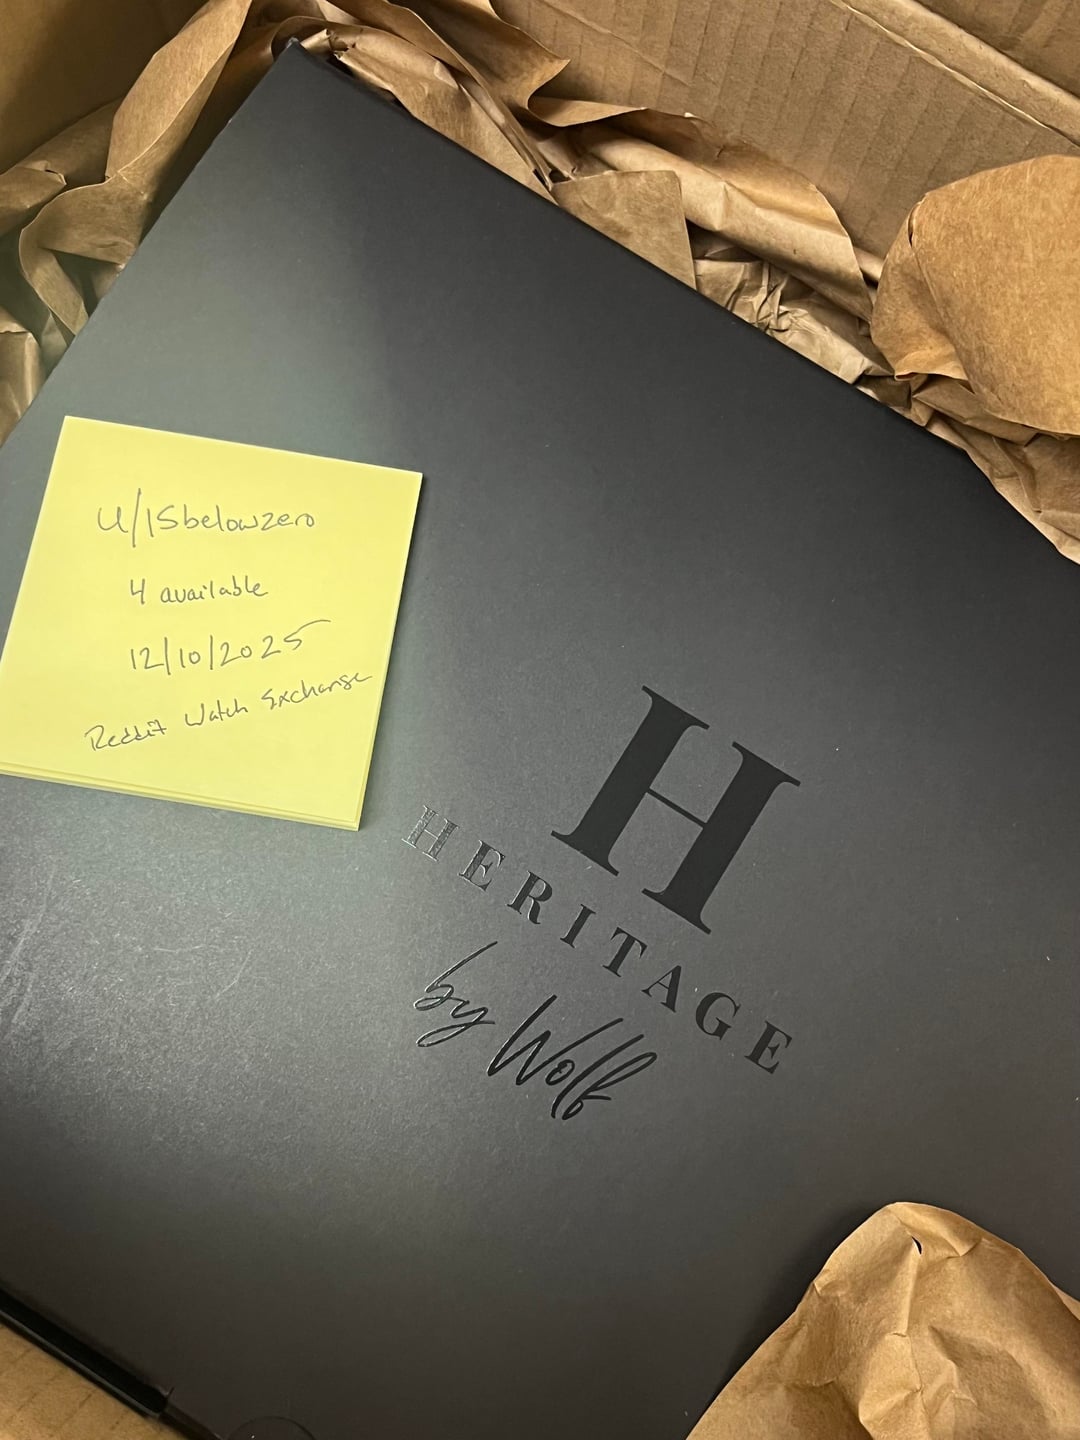 u/15belowzero
4 available
12/10/2025
Reddit Watch Exchange
H
HERITAGE
by Wolf